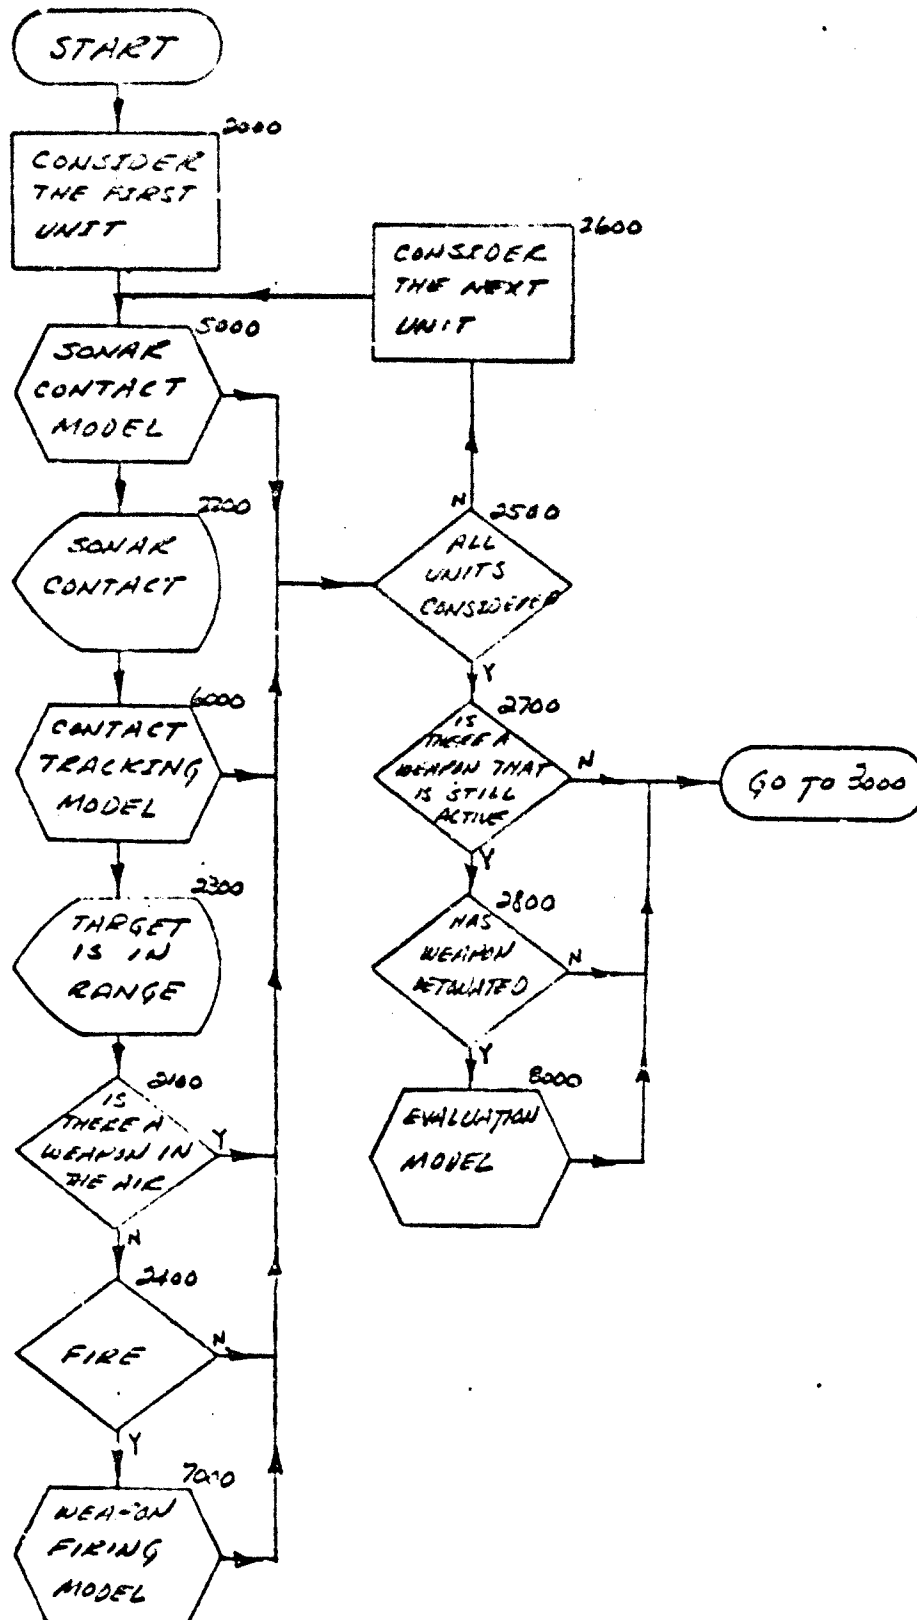 START
2000
CONSIDER
THE FIRST
UNIT
2600
CONSIDER
THE NEXT
UNIT
5000
SONAR
CONTACT
MODEL
2200
SONAR
CONTACT
N
2500
ALL
UNITS
CONSIDERED
Y
6000
CONTACT
TRACKING
MODEL
2700
IS
THERE A
WEAPON THAT
IS STILL
ACTIVE
N
Y
GO TO 3000
2300
TARGET
IS IN
RANGE
2800
HAS
WEAPON
DETONATED
N
Y
2100
IS
THERE A
WEAPON IN
THE AIR
Y
N
8000
EVALUATION
MODEL
2400
FIRE
N
Y
7000
WEAPON
FIRING
MODEL